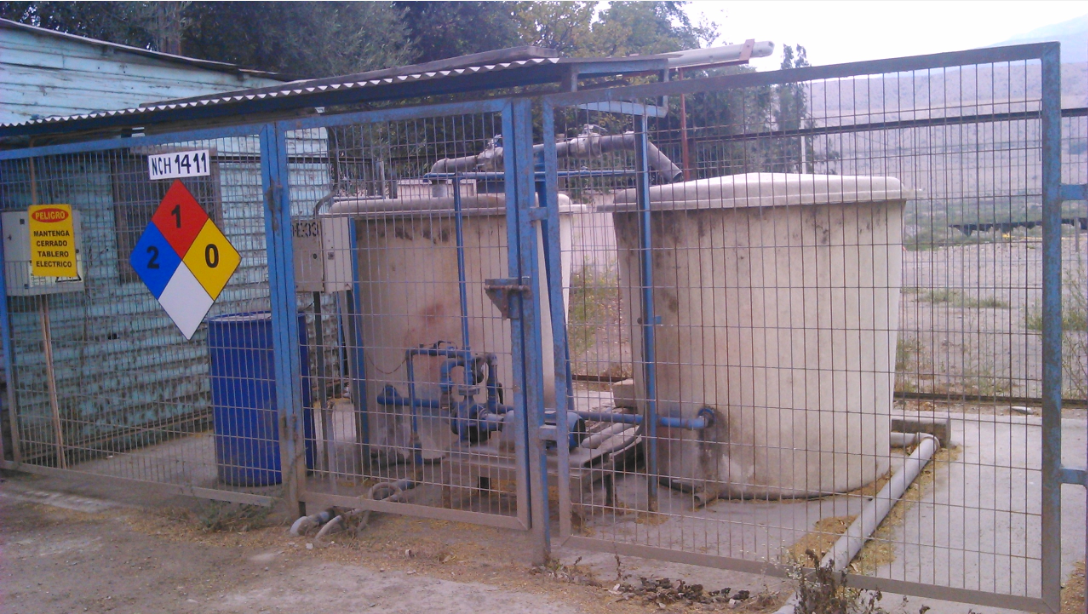 NCH 1411
PELIGRO
MANTENGA
CERRADO
TABLERO
ELECTRICO
1
2 0